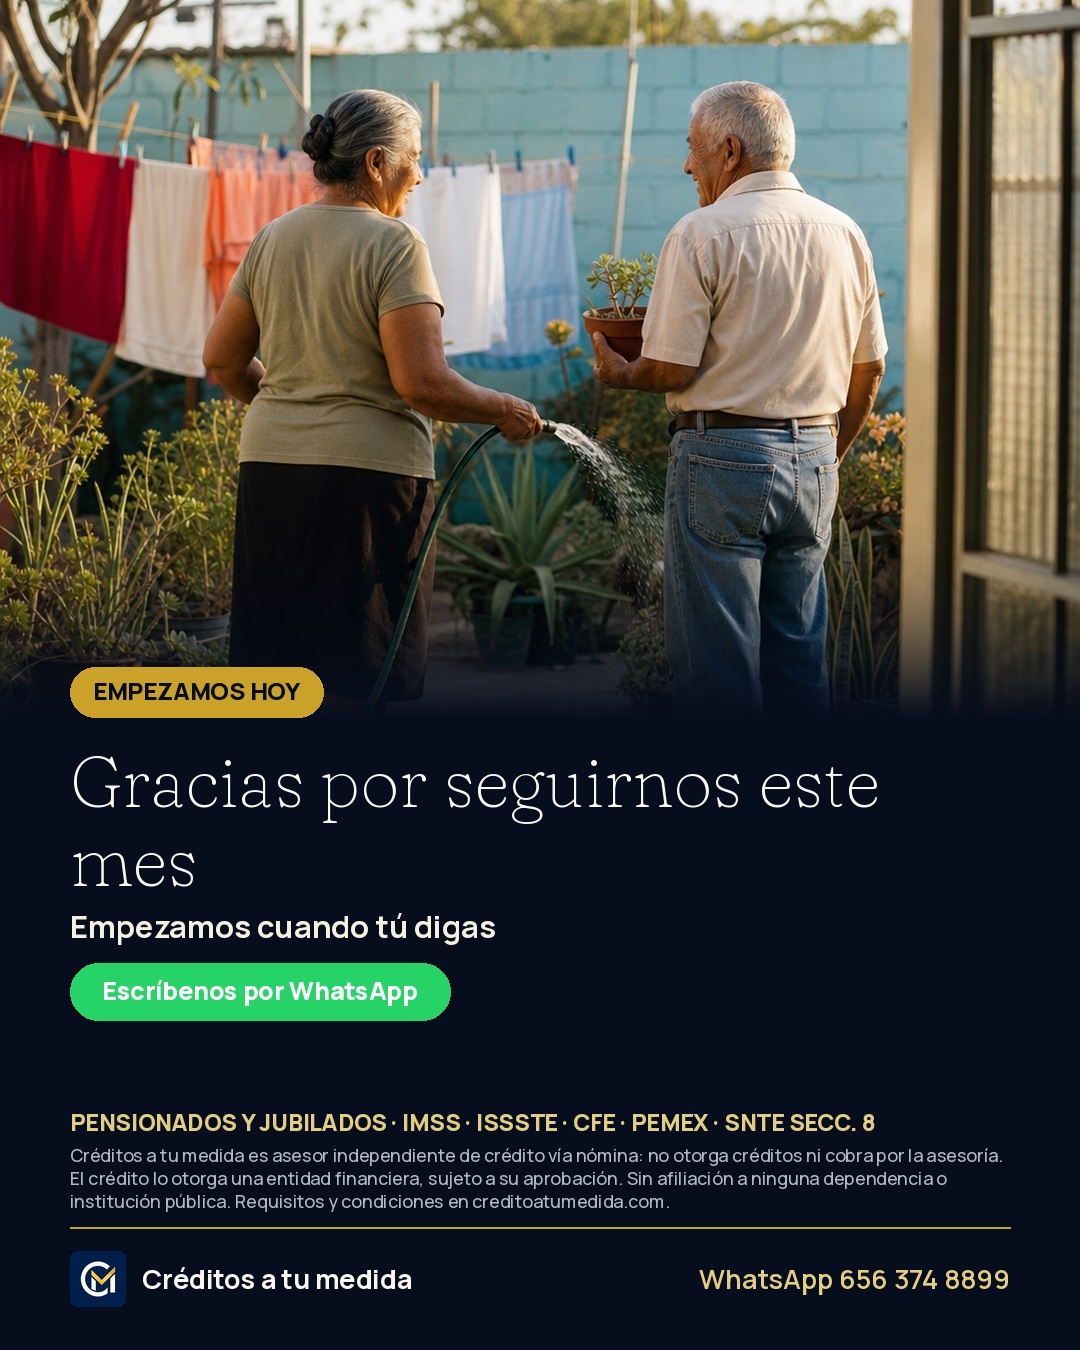 EMPEZAMOS HOY
Gracias por seguirnos este
mes
Empezamos cuando tú digas
Escríbenos por WhatsApp
PENSIONADOS Y JUBILADOS · IMSS · ISSSTE · CFE · PEMEX · SNTE SECC. 8
Créditos a tu medida es asesor independiente de crédito vía nómina: no otorga créditos ni cobra por la asesoría.
El crédito lo otorga una entidad financiera, sujeto a su aprobación. Sin afiliación a ninguna dependencia o
institución pública. Requisitos y condiciones en creditoatumedida.com.
Créditos a tu medida
WhatsApp 656 374 8899